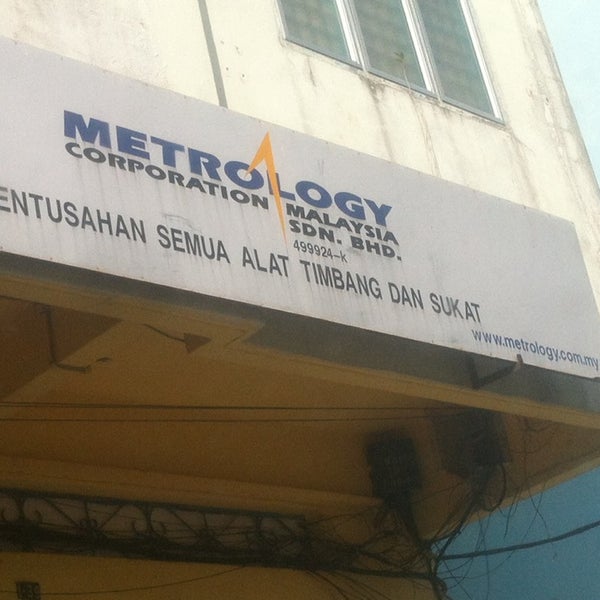 METROLOGY
CORPORATION MALAYSIA
SDN. BHD.
499924-K
ENTUSAHAN SEMUA ALAT TIMBANG DAN SUKAT
www.metrology.com.my